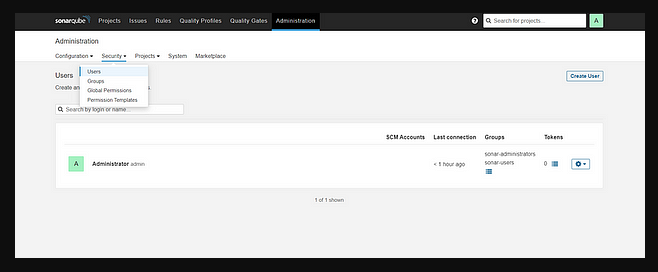 sonarqube Projects Issues Rules Quality Profiles Quality Gates Administration ? Search for projects... A
Administration
Configuration Security Projects System Marketplace
Users
Create User
Create an
Users
Groups
Global Permissions
Permission Templates
Search by login or name...
SCM Accounts Last connection Groups Tokens
A Administrator admin < 1 hour ago sonar-administrators
sonar-users
0
1 of 1 shown